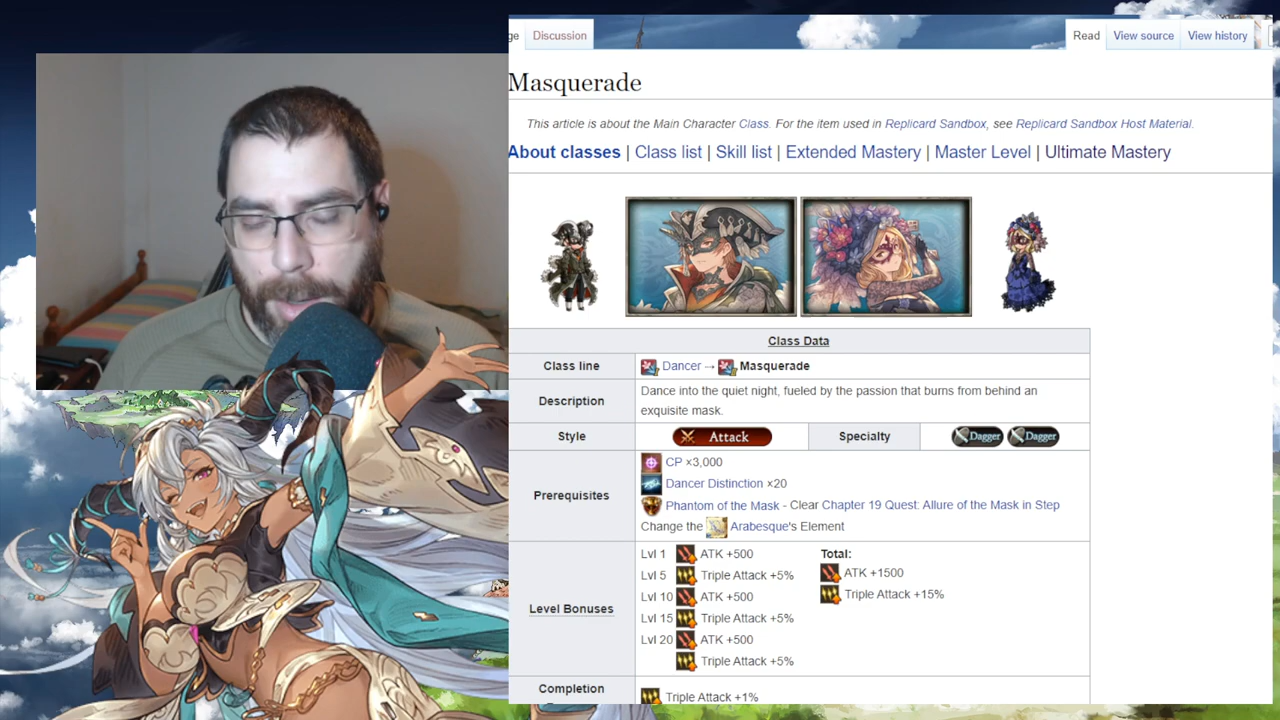 ge Discussion Read View source View history
Masquerade
This article is about the Main Character Class. For the item used in Replicard Sandbox, see Replicard Sandbox Host Material.
About classes | Class list | Skill list | Extended Mastery | Master Level | Ultimate Mastery
Class Data
Class line Dancer → Masquerade
Description Dance into the quiet night, fueled by the passion that burns from behind an
exquisite mask.
Style Attack Specialty Dagger Dagger
Prerequisites
CP ×3,000
Dancer Distinction ×20
Phantom of the Mask - Clear Chapter 19 Quest: Allure of the Mask in Step
Change the Arabesque's Element
Level Bonuses
Lvl 1 ATK +500
Lvl 5 Triple Attack +5%
Lvl 10 ATK +500
Lvl 15 Triple Attack +5%
Lvl 20 ATK +500
Triple Attack +5%
Total:
ATK +1500
Triple Attack +15%
Completion
Triple Attack +1%